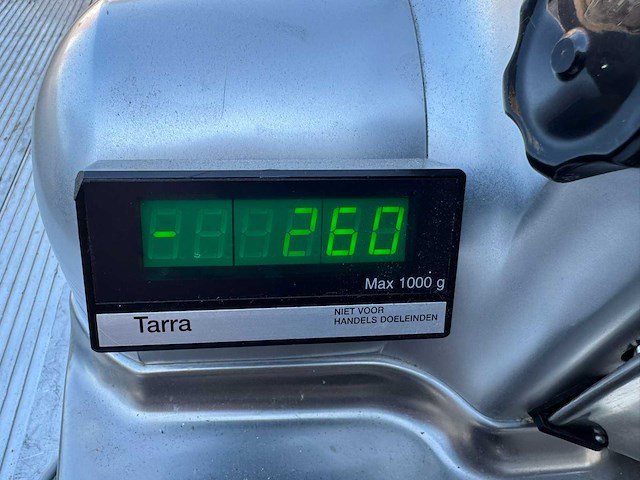 - 260
Max 1000 g
Tarra
NIET VOOR
HANDELS DOELEINDEN